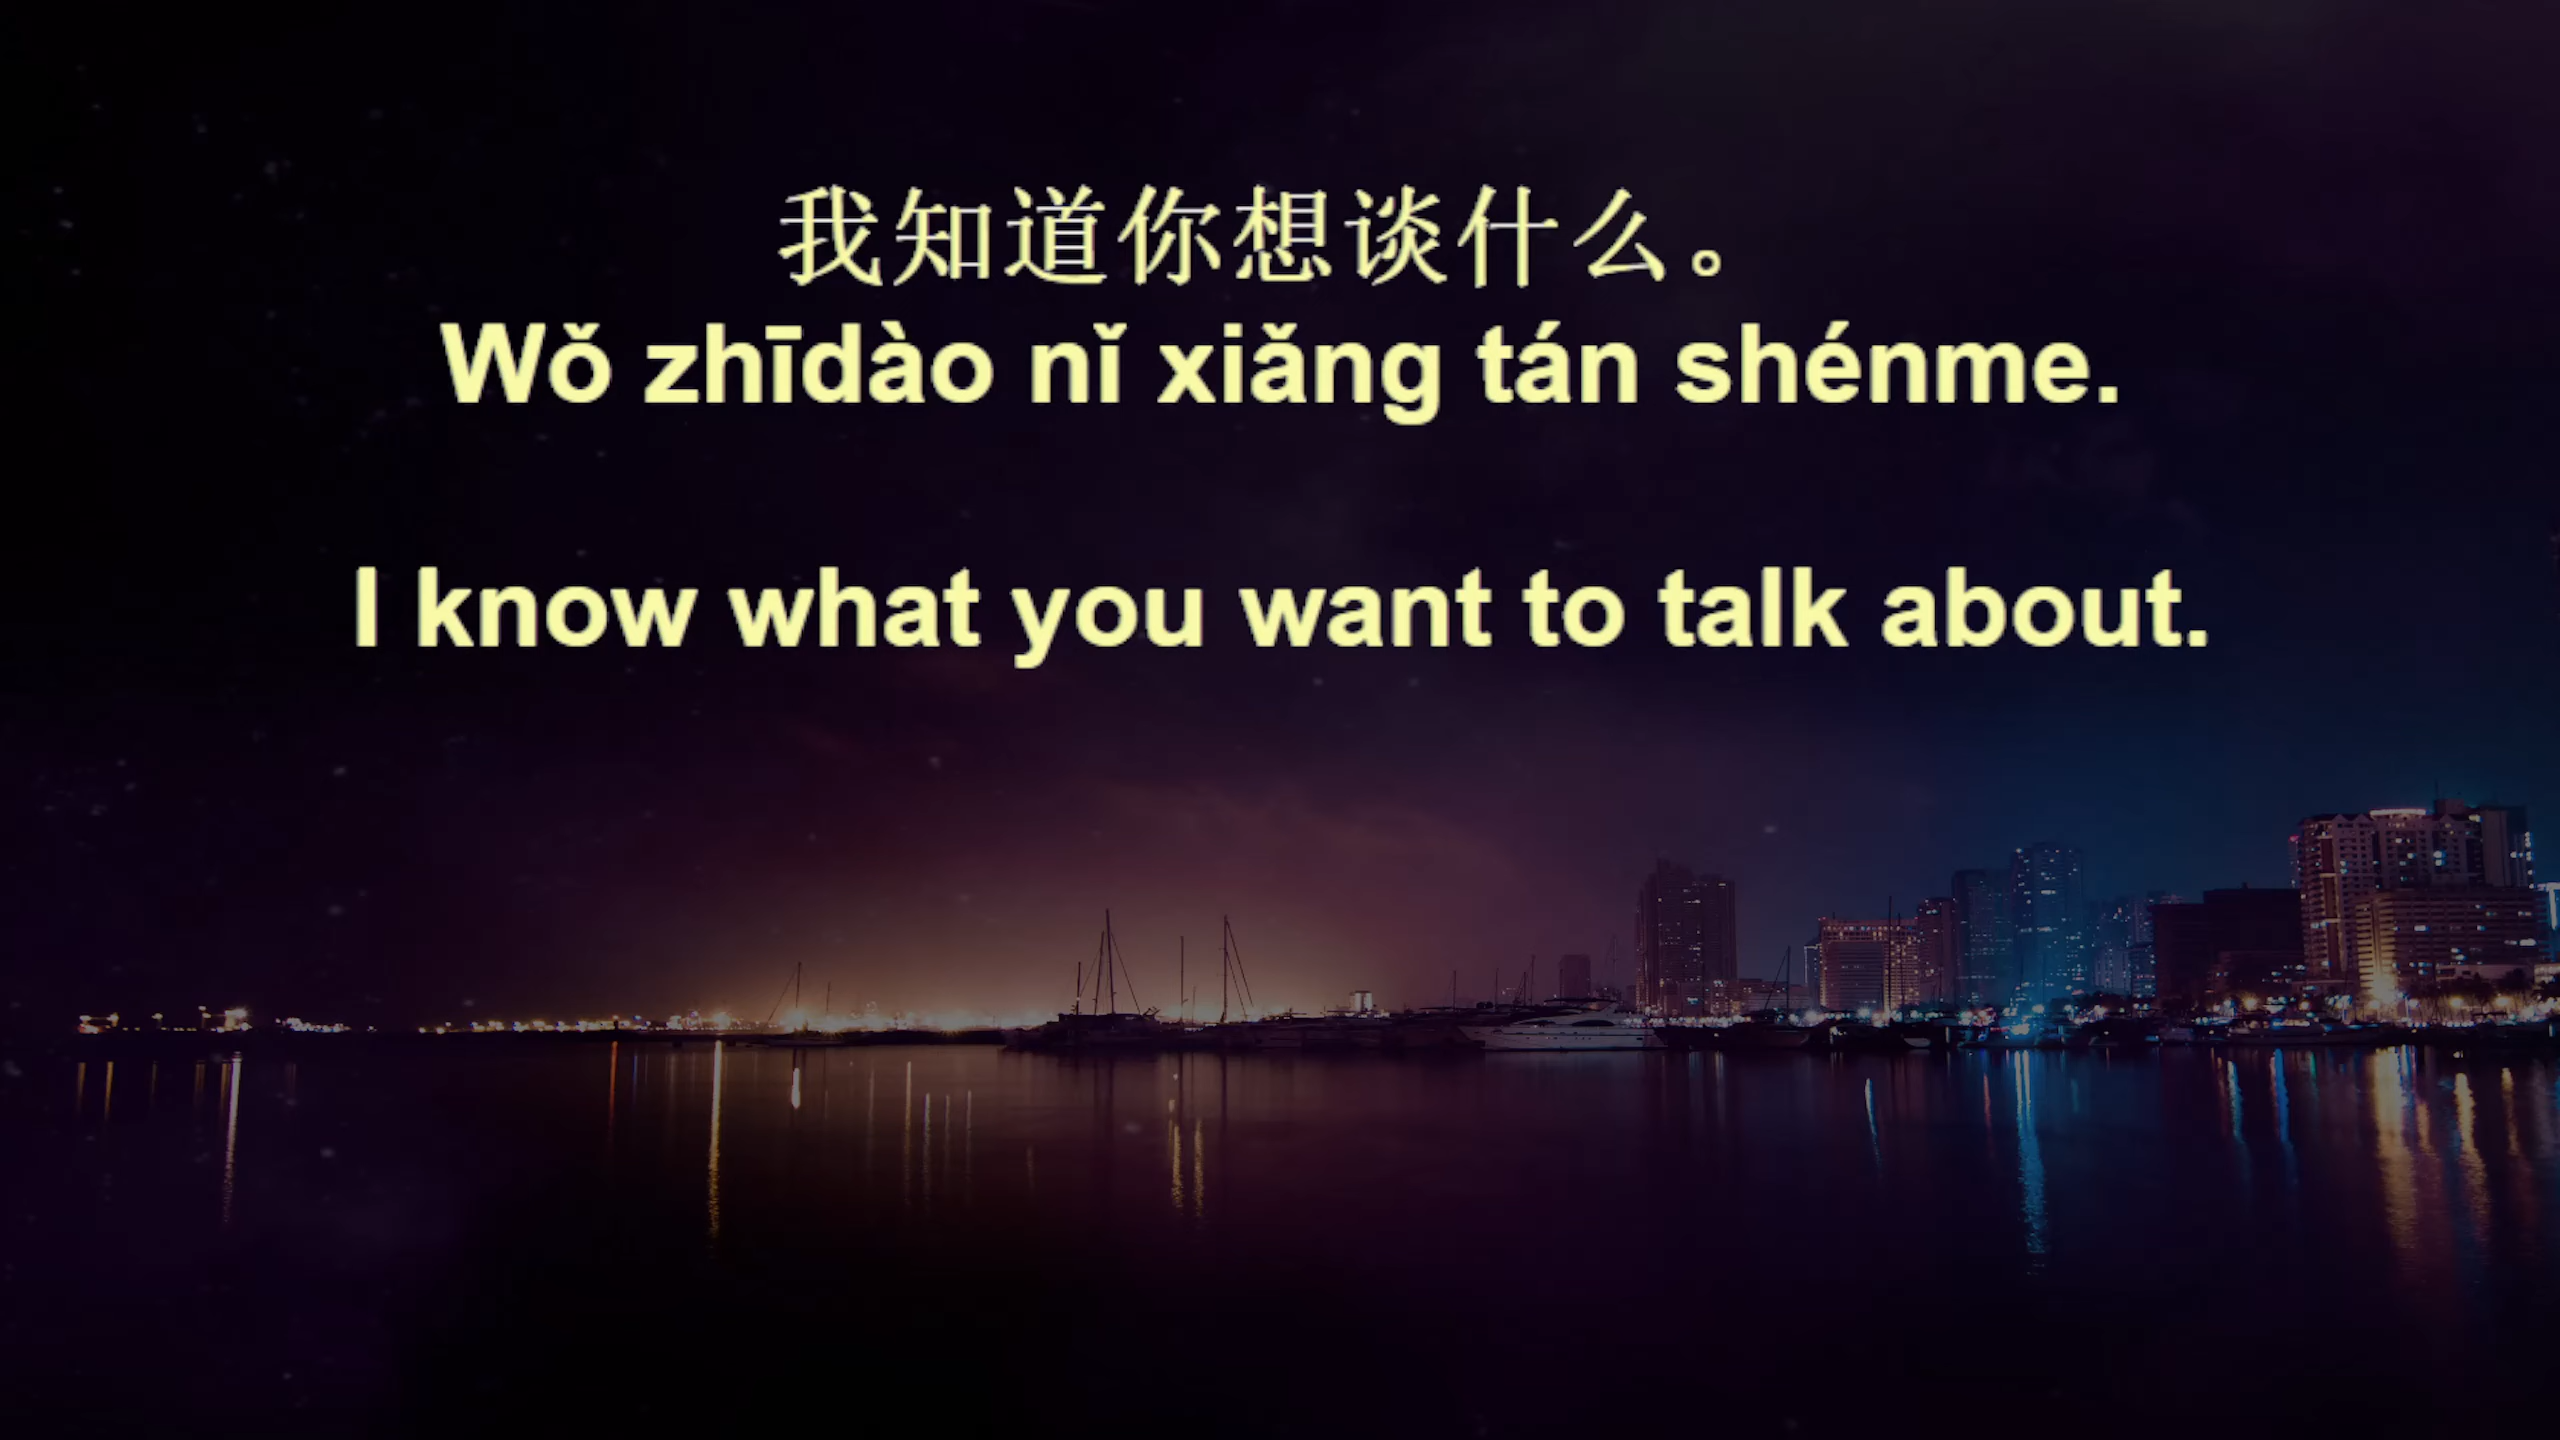 我知道你想谈什么。
Wǒ zhīdào nǐ xiǎng tán shénme.
I know what you want to talk about.